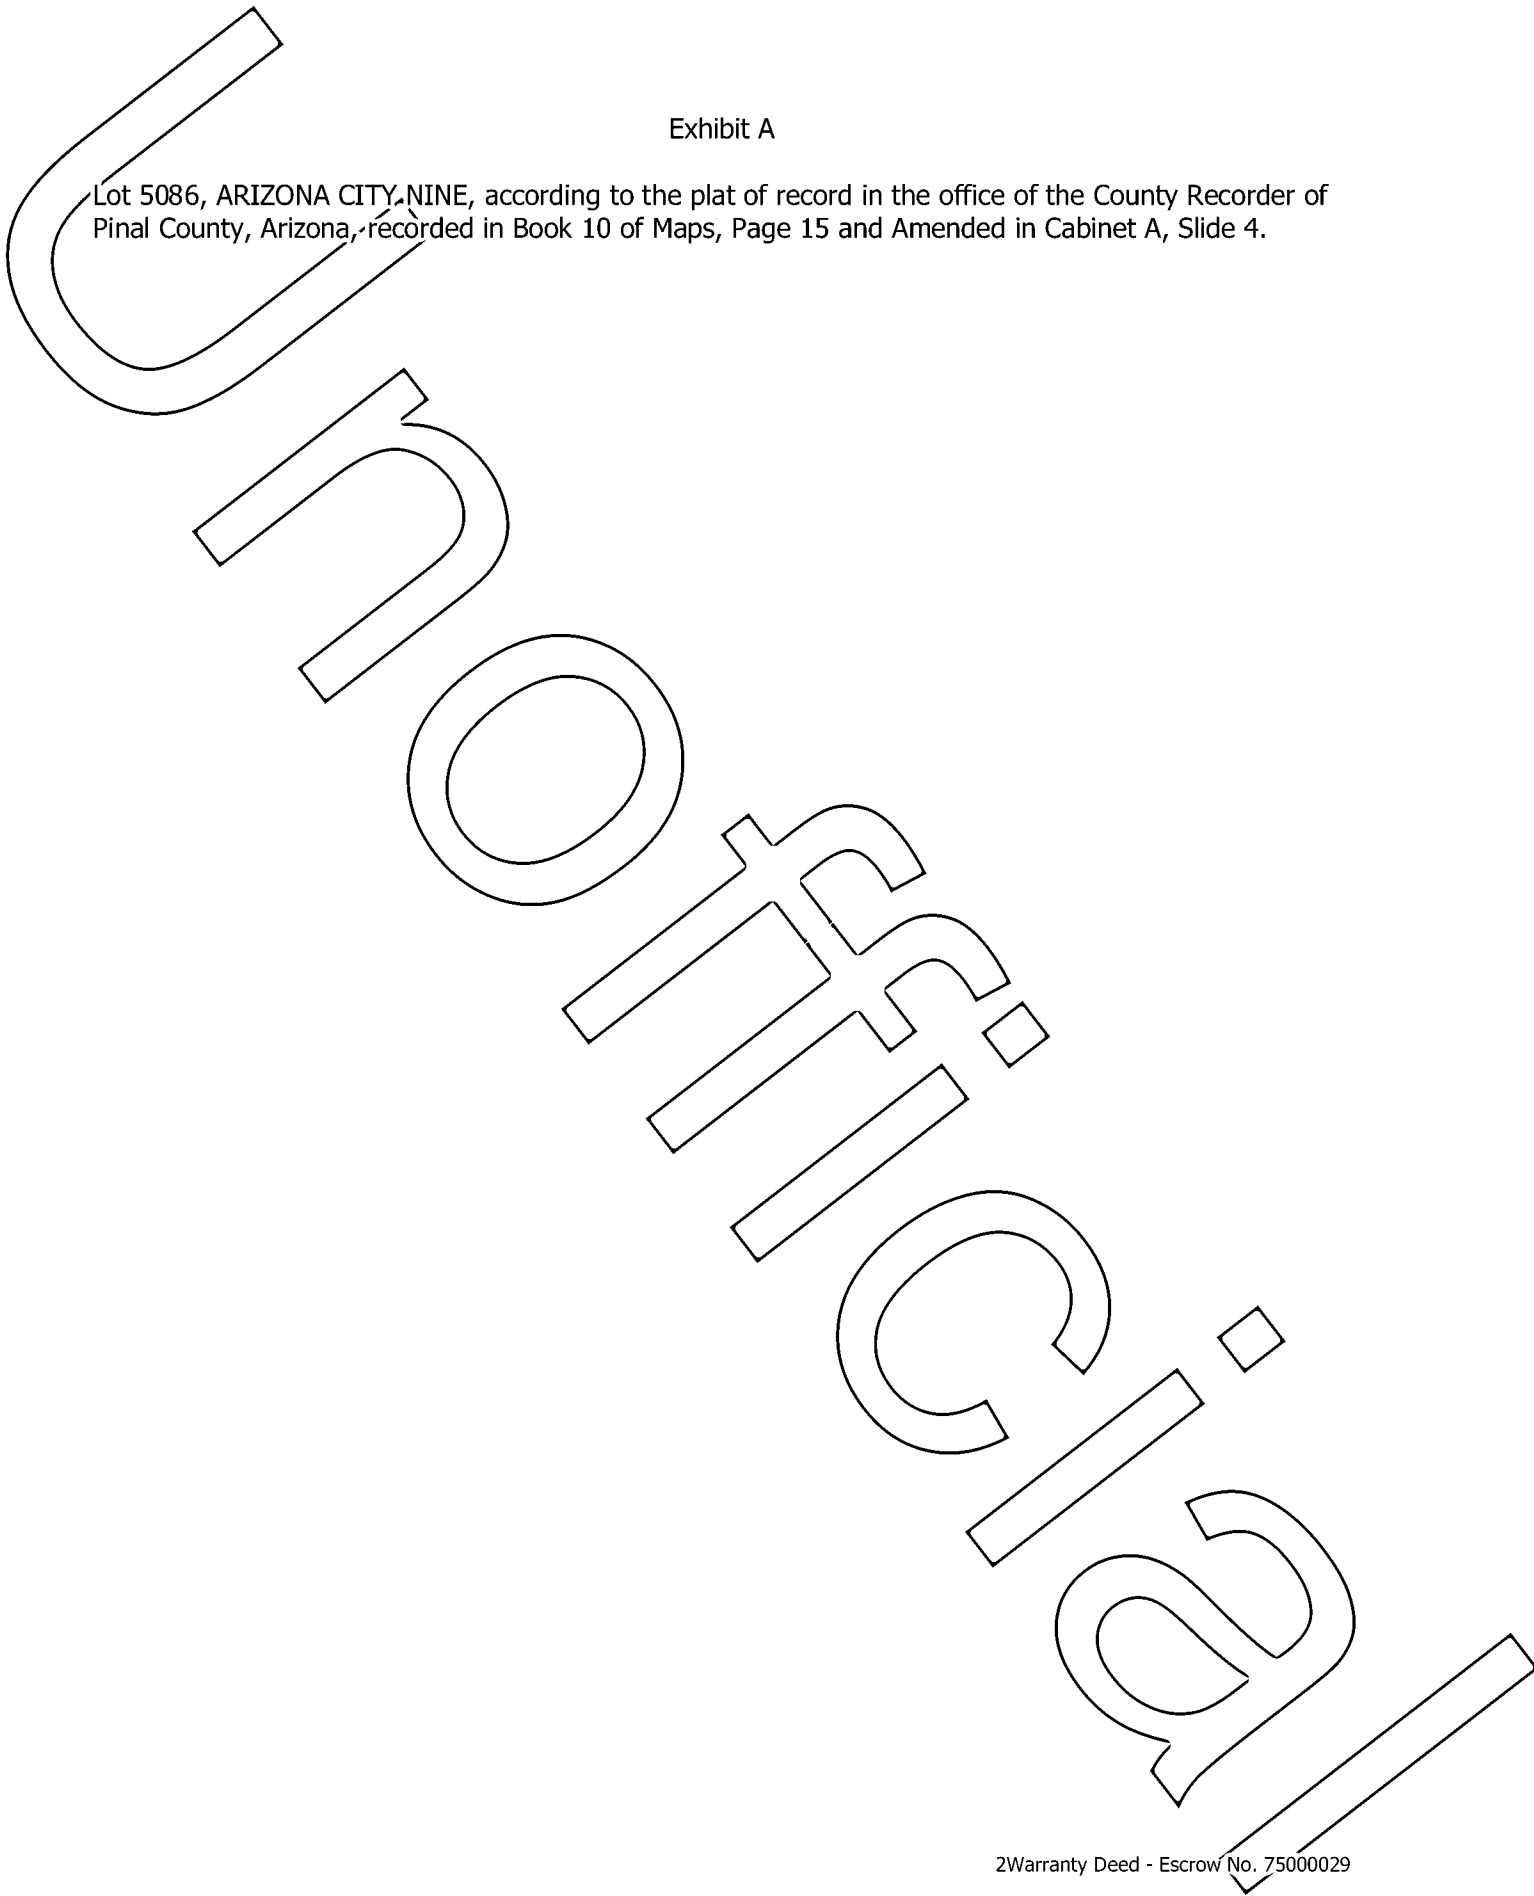 Exhibit A
Lot 5086, ARIZONA CITY NINE, according to the plat of record in the office of the County Recorder of
Pinal County, Arizona, recorded in Book 10 of Maps, Page 15 and Amended in Cabinet A, Slide 4.
Unofficial
2Warranty Deed - Escrow No. 75000029